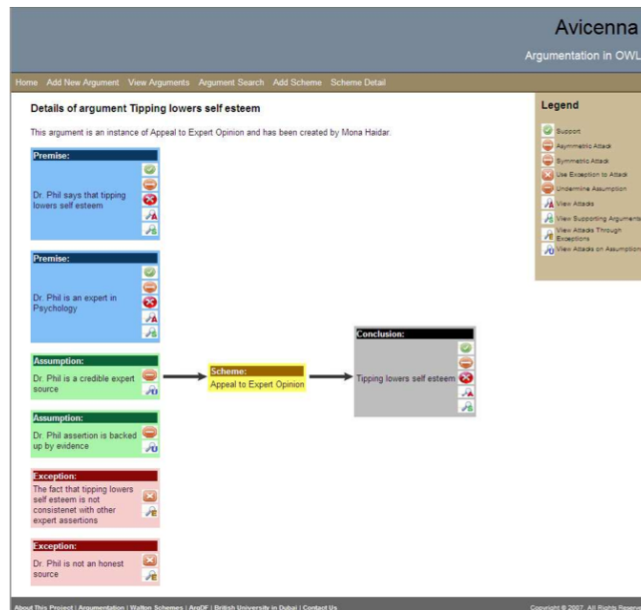 Avicenna
Argumentation in OWL
Home Add New Argument View Arguments Argument Search Add Scheme Scheme Detail
Details of argument Tipping lowers self esteem
This argument is an instance of Appeal to Expert Opinion and has been created by Mona Haidar.
Premise:
Dr. Phil says that tipping
lowers self esteem
Premise:
Dr. Phil is an expert in
Psychology
Assumption:
Dr. Phil is a credible expert
source
Assumption:
Dr. Phil assertion is backed
up by evidence
Exception:
The fact that tipping lowers
self esteem is not
consistenet with other
expert assertions
Exception:
Dr. Phil is not an honest
source
Scheme:
Appeal to Expert Opinion
Conclusion:
Tipping lowers self esteem
Legend
Support
Asymmetric Attack
Symmetric Attack
Use Exception to Attack
Undermine Assumption
View Attacks
View Supporting Arguments
View Attacks Through
Exceptions
View Attacks on Assumption
About This Project | Argumentation | Walton Schemes | ArgDF | British University in Dubai | Contact Us
Copyright © 2007. All Rights Reserve